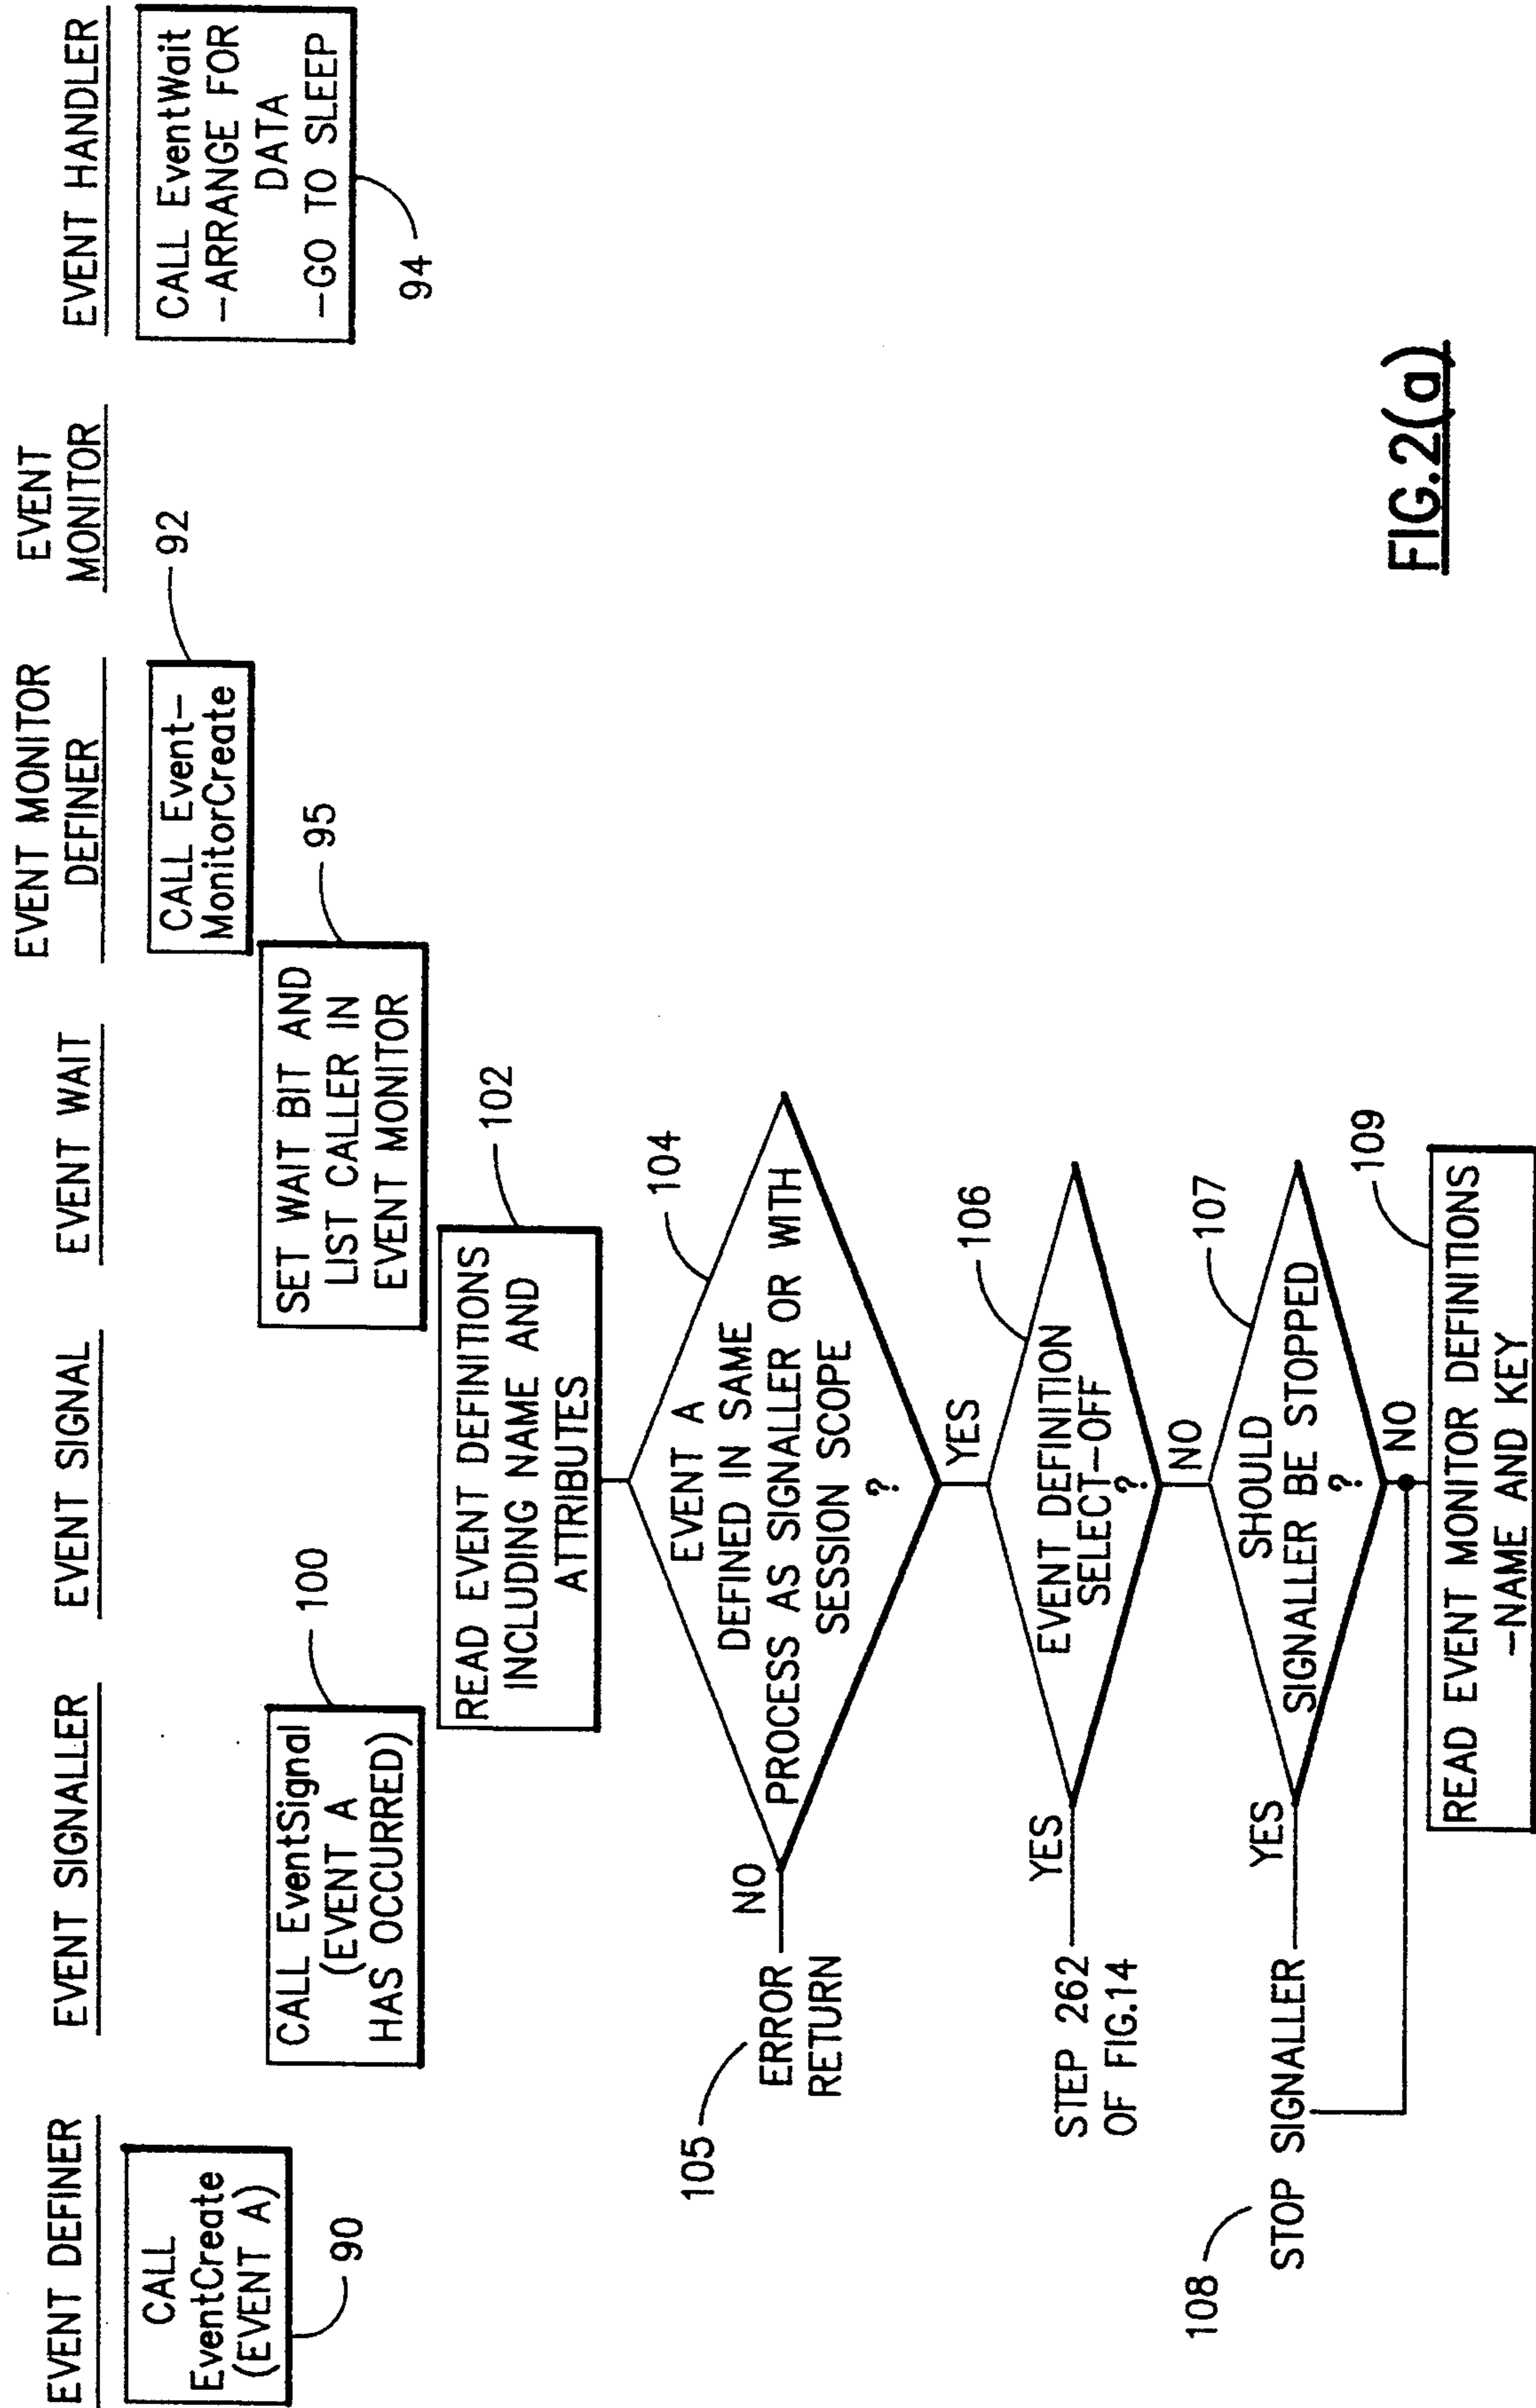 EVENT DEFINER
EVENT SIGNALLER
EVENT SIGNAL
EVENT WAIT
EVENT MONITOR
DEFINER
EVENT
MONITOR
EVENT HANDLER
CALL
EventCreate
(EVENT A)
90
CALL Event-
MonitorCreate
92
CALL EventWait
-ARRANGE FOR
DATA
-GO TO SLEEP
94
SET WAIT BIT AND
LIST CALLER IN
EVENT MONITOR
95
CALL EventSignal
(EVENT A
HAS OCCURRED)
100
READ EVENT DEFINITIONS
INCLUDING NAME AND
ATTRIBUTES
102
EVENT A
DEFINED IN SAME
PROCESS AS SIGNALLER OR WITH
SESSION SCOPE
?
104
NO
105
ERROR
RETURN
YES
EVENT DEFINITION
SELECT-OFF
?
106
YES
STEP 262
OF FIG.14
NO
SHOULD
SIGNALLER BE STOPPED
?
107
YES
108
STOP SIGNALLER
NO
READ EVENT MONITOR DEFINITIONS
-NAME AND KEY
109
FIG.2(a)